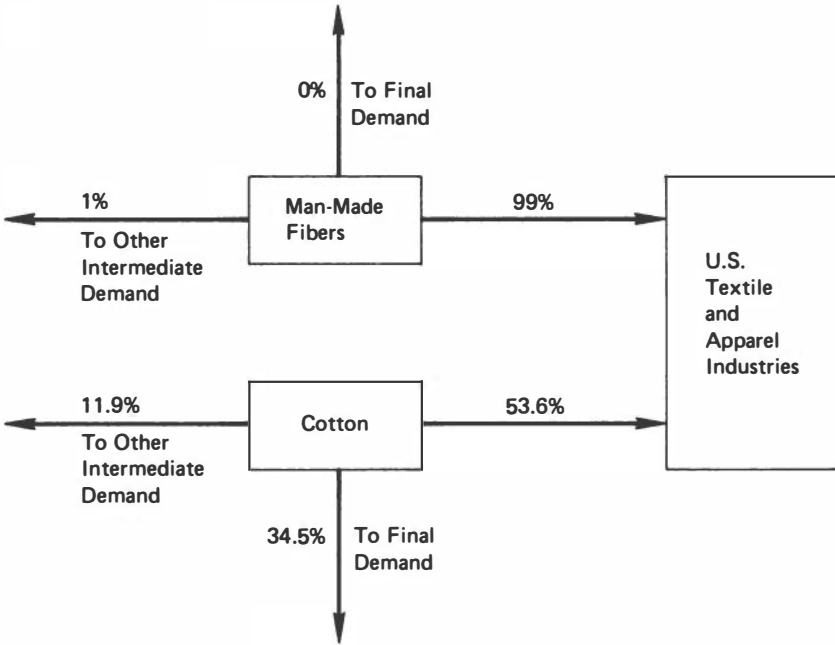 0%
To Final
Demand
1%
To Other
Intermediate
Demand
Man-Made
Fibers
99%
U.S.
Textile
and
Apparel
Industries
11.9%
To Other
Intermediate
Demand
Cotton
53.6%
34.5%
To Final
Demand